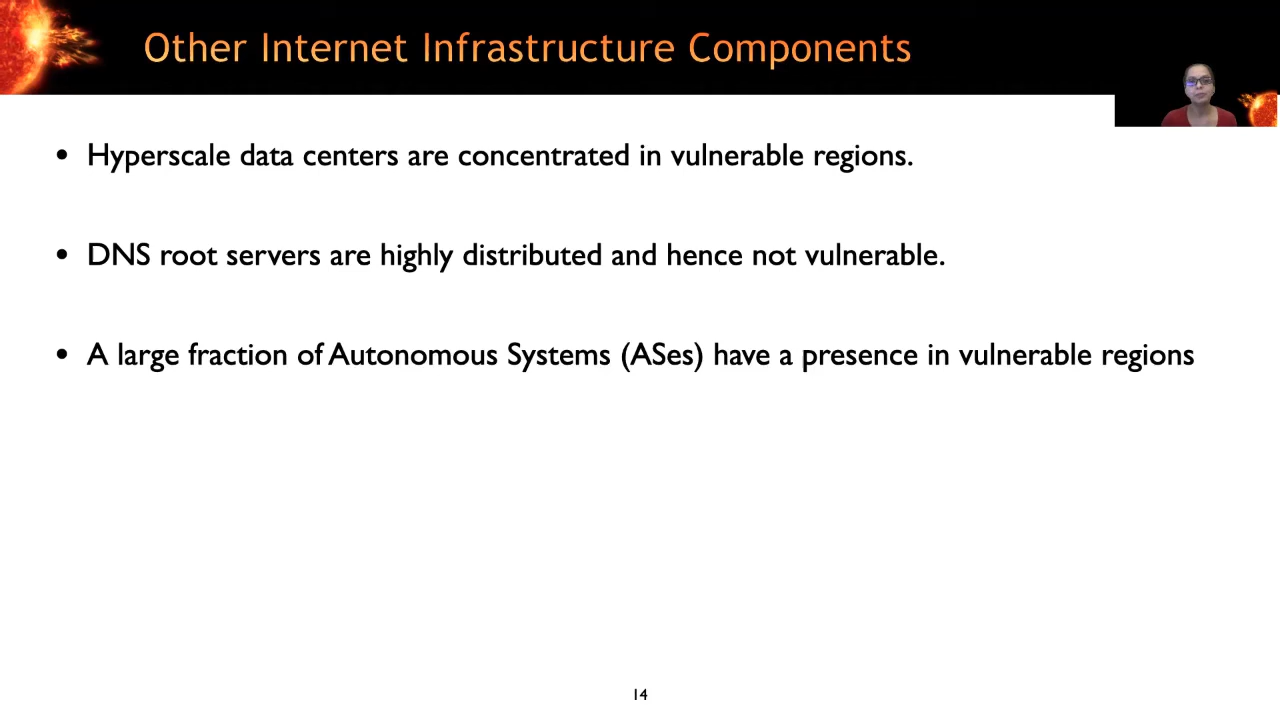 Other Internet Infrastructure Components
• Hyperscale data centers are concentrated in vulnerable regions.
• DNS root servers are highly distributed and hence not vulnerable.
• A large fraction of Autonomous Systems (ASes) have a presence in vulnerable regions
14